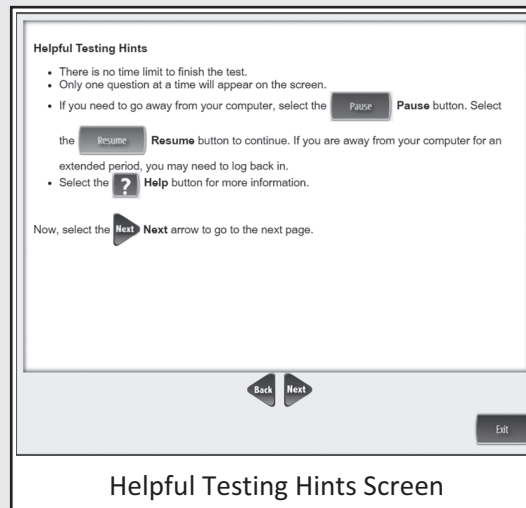 Helpful Testing Hints
• There is no time limit to finish the test.
• Only one question at a time will appear on the screen.
• If you need to go away from your computer, select the Pause Pause button. Select
the Resume Resume button to continue. If you are away from your computer for an
extended period, you may need to log back in.
• Select the ? Help button for more information.
Now, select the Next Next arrow to go to the next page.
Back Next
Exit
Helpful Testing Hints Screen